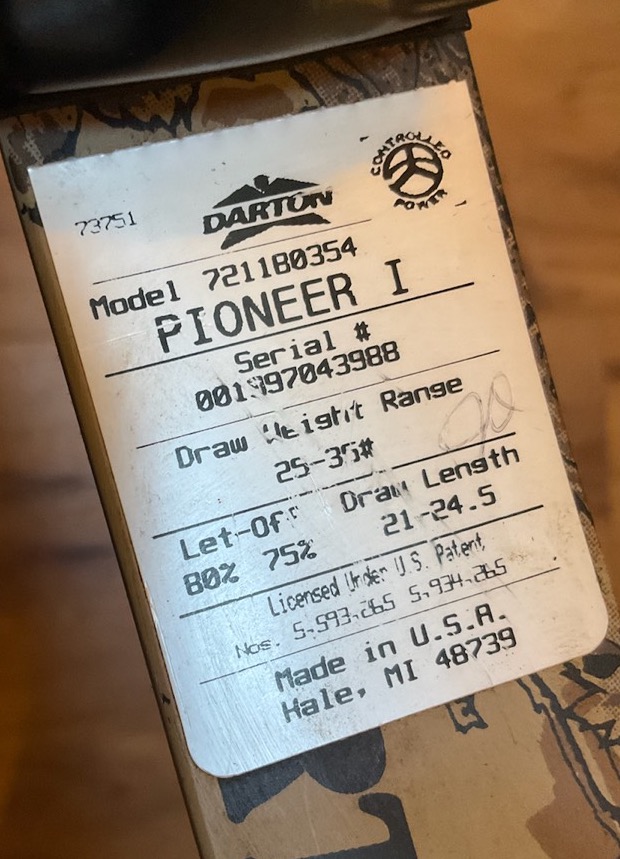 CONTROLLED POWER
73751
DARTON
Model 721180354
PIONEER I
Serial #
001997043988
Draw Weight Range
25-35#
Let-Off Draw Length
80% 75% 21-24.5
Licensed Under U.S. Patent
Nos. 5,593,265 5,934,265
Made in U.S.A.
Hale, MI 48739